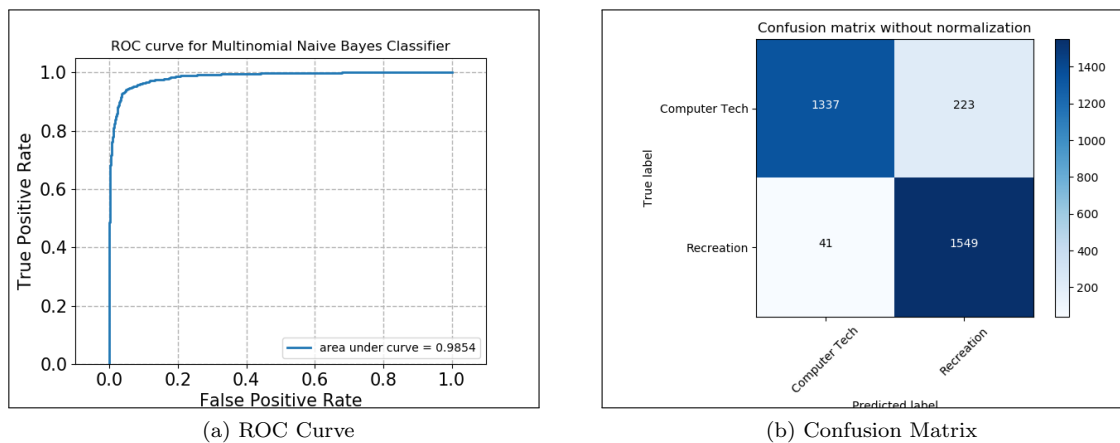 ROC curve for Multinomial Naive Bayes Classifier
True Positive Rate
1.0
0.8
0.6
0.4
0.2
0.0
area under curve = 0.9854
0.0 0.2 0.4 0.6 0.8 1.0
False Positive Rate
(a) ROC Curve
Confusion matrix without normalization
True label
Computer Tech
1337 223
Recreation
41 1549
Computer Tech Recreation
Predicted label
1400
1200
1000
800
600
400
200
(b) Confusion Matrix